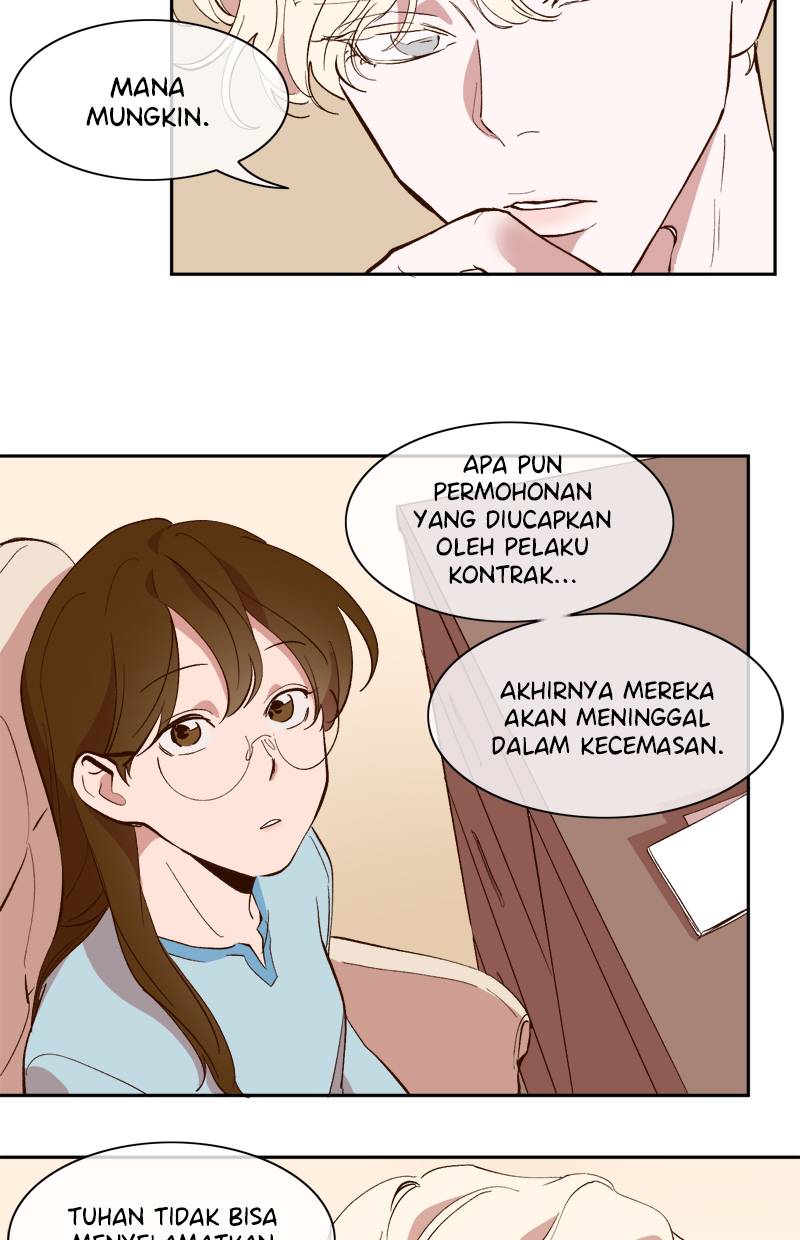 MANA
MUNGKIN.
APA PUN
PERMOHONAN
YANG DIUCAPKAN
OLEH PELAKU
KONTRAK...
AKHIRNYA MEREKA
AKAN MENINGGAL
DALAM KECEMASAN.
TUHAN TIDAK BISA
MENYELAMATKAN